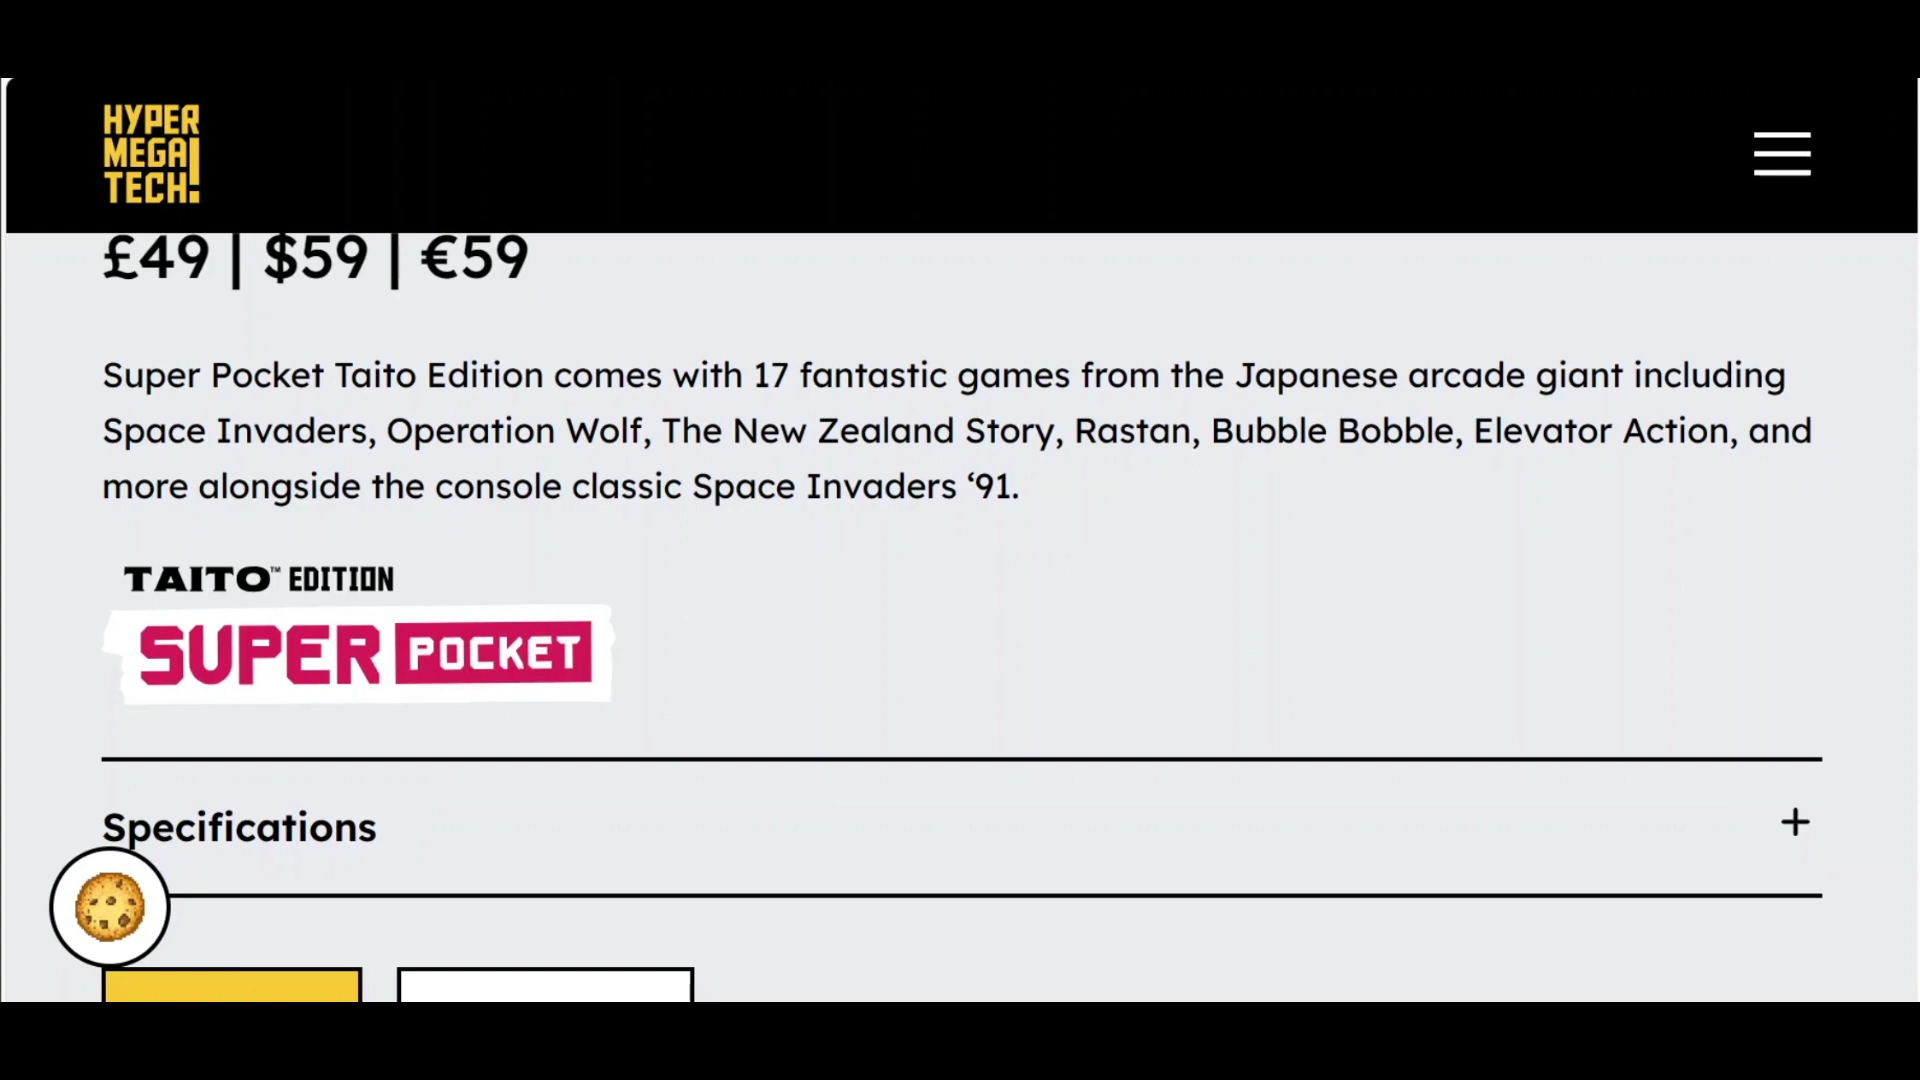 HYPER
MEGA
TECH!
£49 | $59 | €59
Super Pocket Taito Edition comes with 17 fantastic games from the Japanese arcade giant including
Space Invaders, Operation Wolf, The New Zealand Story, Rastan, Bubble Bobble, Elevator Action, and
more alongside the console classic Space Invaders ‘91.
TAITO™ EDITION
SUPER POCKET
Specifications